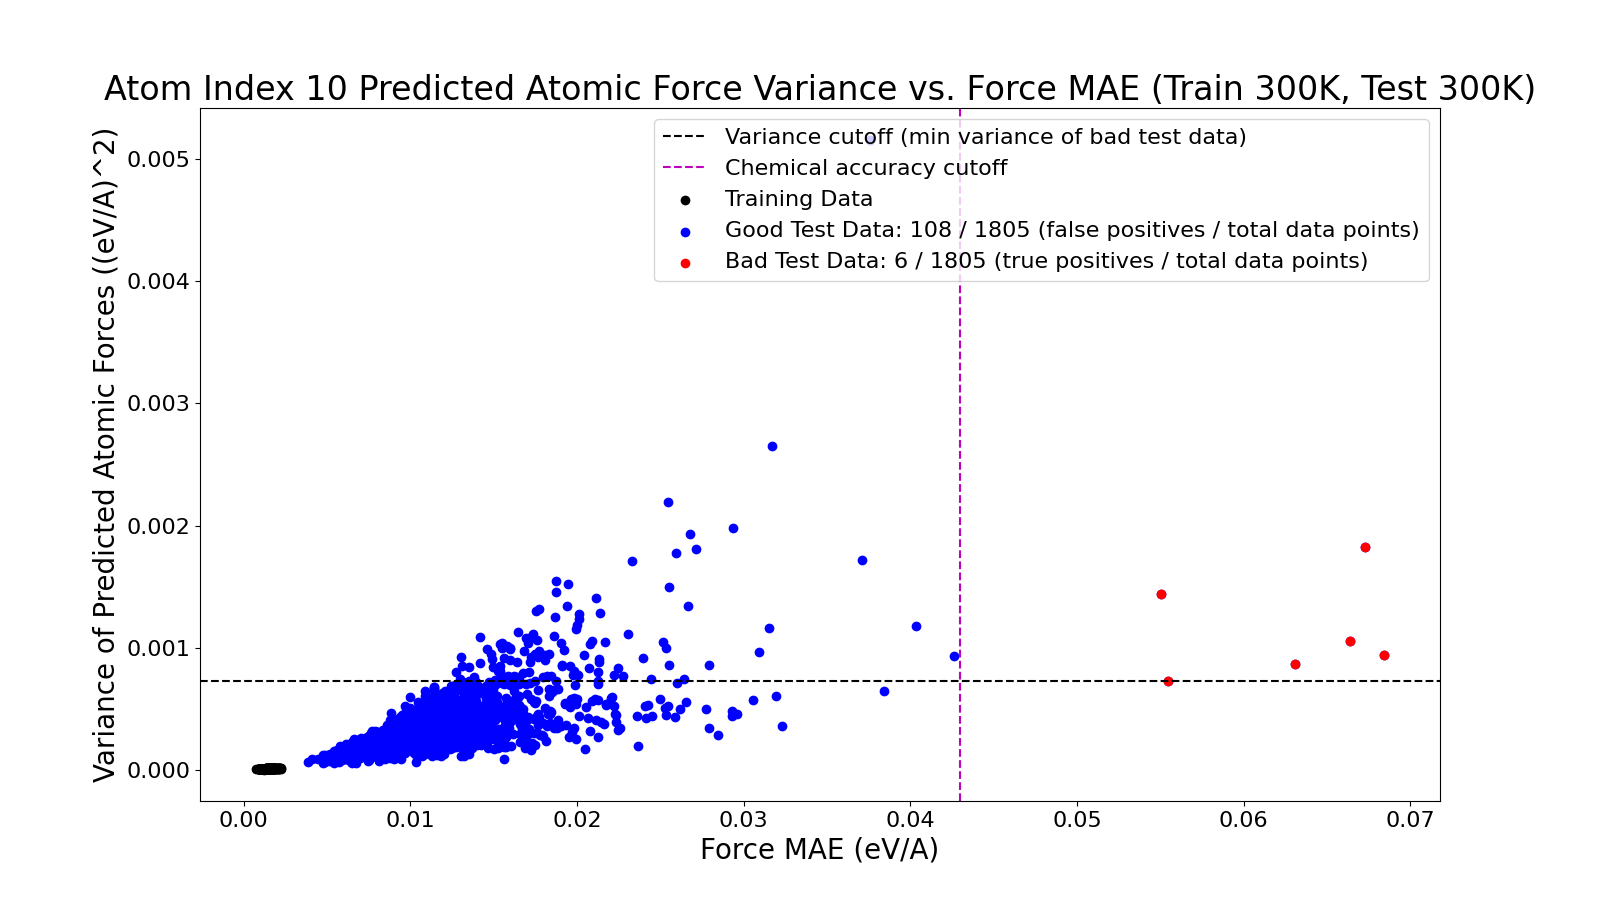 Atom Index 10 Predicted Atomic Force Variance vs. Force MAE (Train 300K, Test 300K)
Variance of Predicted Atomic Forces ((eV/A)^2)
0.005
0.004
0.003
0.002
0.001
0.000
Variance cutoff (min variance of bad test data)
Chemical accuracy cutoff
Training Data
Good Test Data: 108 / 1805 (false positives / total data points)
Bad Test Data: 6 / 1805 (true positives / total data points)
0.00 0.01 0.02 0.03 0.04 0.05 0.06 0.07
Force MAE (eV/A)